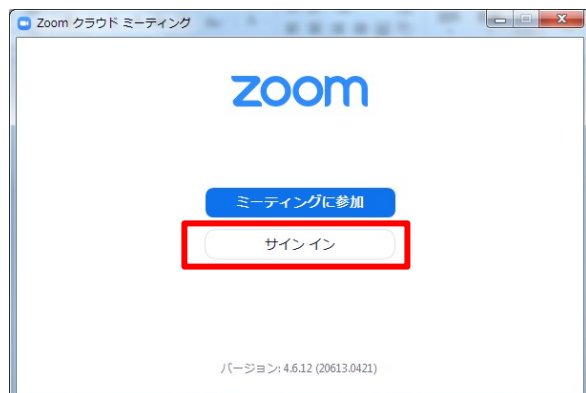 Zoom クラウド ミーティング
zoom
ミーティングに参加
サイン イン
バージョン: 4.6.12 (20613.0421)